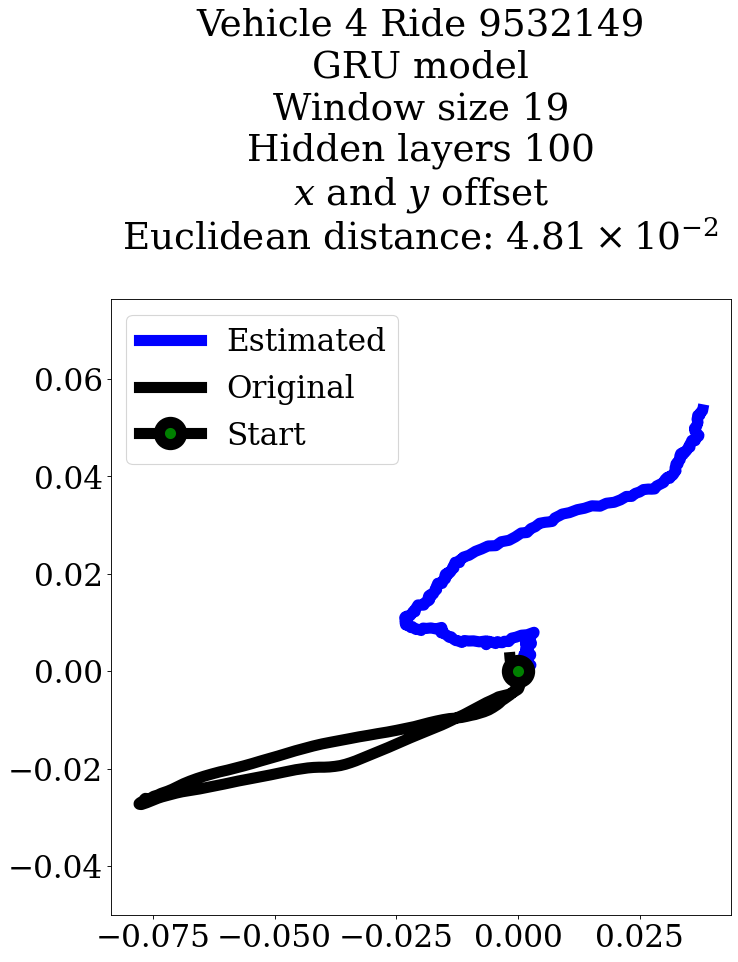 Vehicle 4 Ride 9532149
GRU model
Window size 19
Hidden layers 100
x and y offset
Euclidean distance: 4.81 × 10⁻²
Estimated
Original
Start
0.06
0.04
0.02
0.00
−0.02
−0.04
−0.075 −0.050 −0.025 0.000 0.025